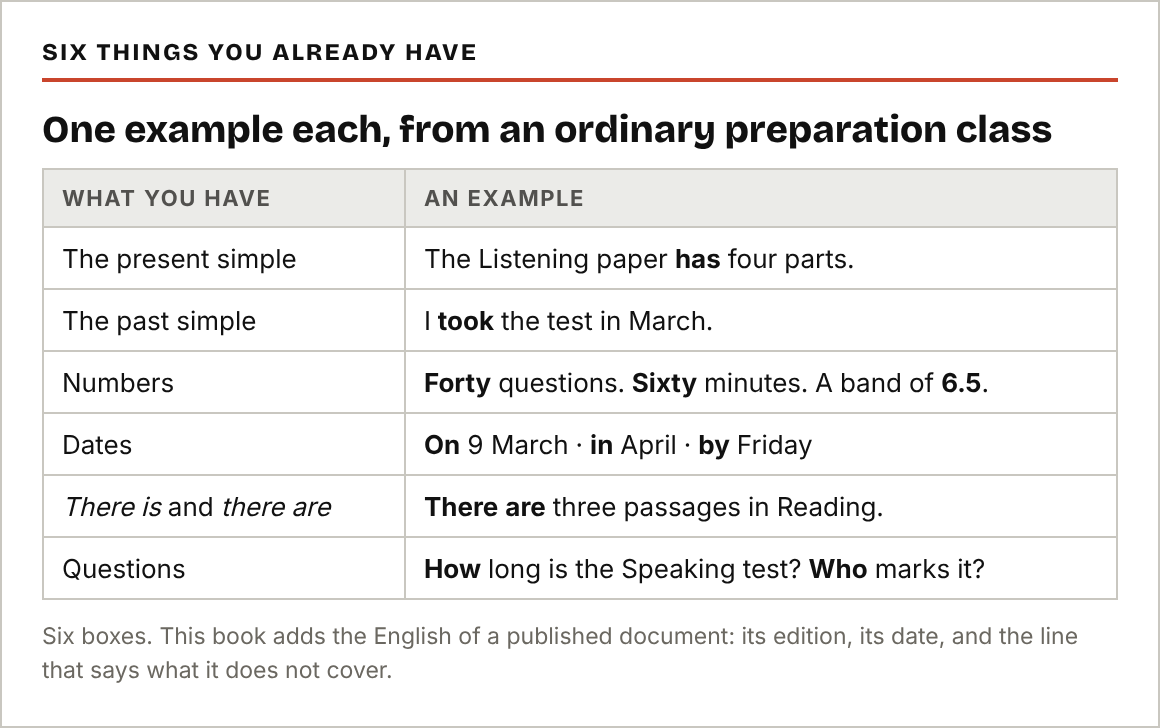 SIX THINGS YOU ALREADY HAVE
One example each, from an ordinary preparation class
WHAT YOU HAVE AN EXAMPLE
The present simple The Listening paper has four parts.
The past simple I took the test in March.
Numbers Forty questions. Sixty minutes. A band of 6.5.
Dates On 9 March · in April · by Friday
There is and there are There are three passages in Reading.
Questions How long is the Speaking test? Who marks it?
Six boxes. This book adds the English of a published document: its edition, its date, and the line
that says what it does not cover.